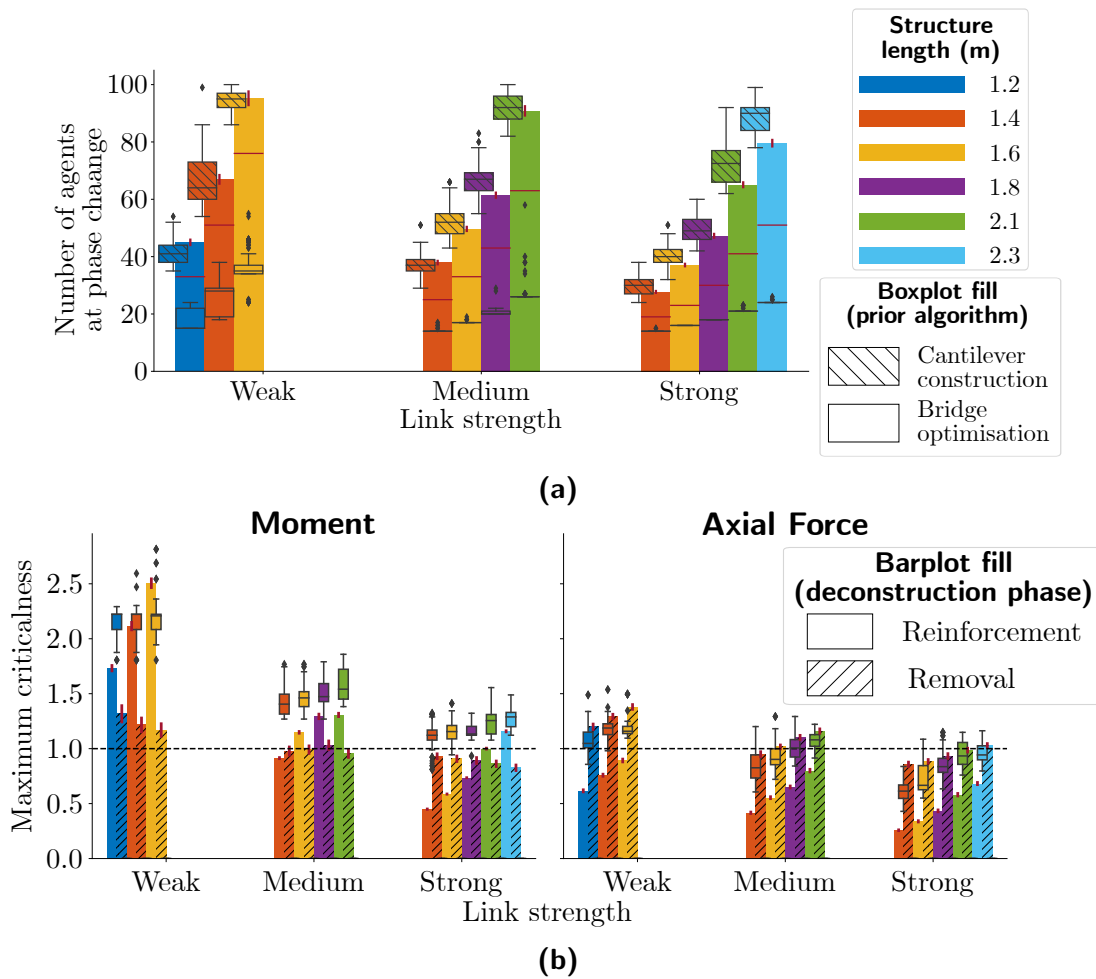 Structure
length (m)
1.2
1.4
1.6
1.8
2.1
2.3
Boxplot fill
(prior algorithm)
Cantilever
construction
Bridge
optimisation
Number of agents
at phase chaange
100
80
60
40
20
0
Weak
Medium
Strong
Link strength
(a)
Moment
Axial Force
Barplot fill
(deconstruction phase)
Reinforcement
Removal
Maximum criticalness
2.5
2.0
1.5
1.0
0.5
0.0
Weak
Medium
Strong
Weak
Medium
Strong
Link strength
(b)